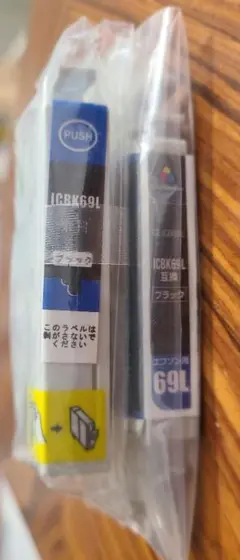 PUSH
ICBK69L
ブラック
このラベルは
剥がさないで
ください
ICBK69L
互換
ブラック
エプソン用
69L